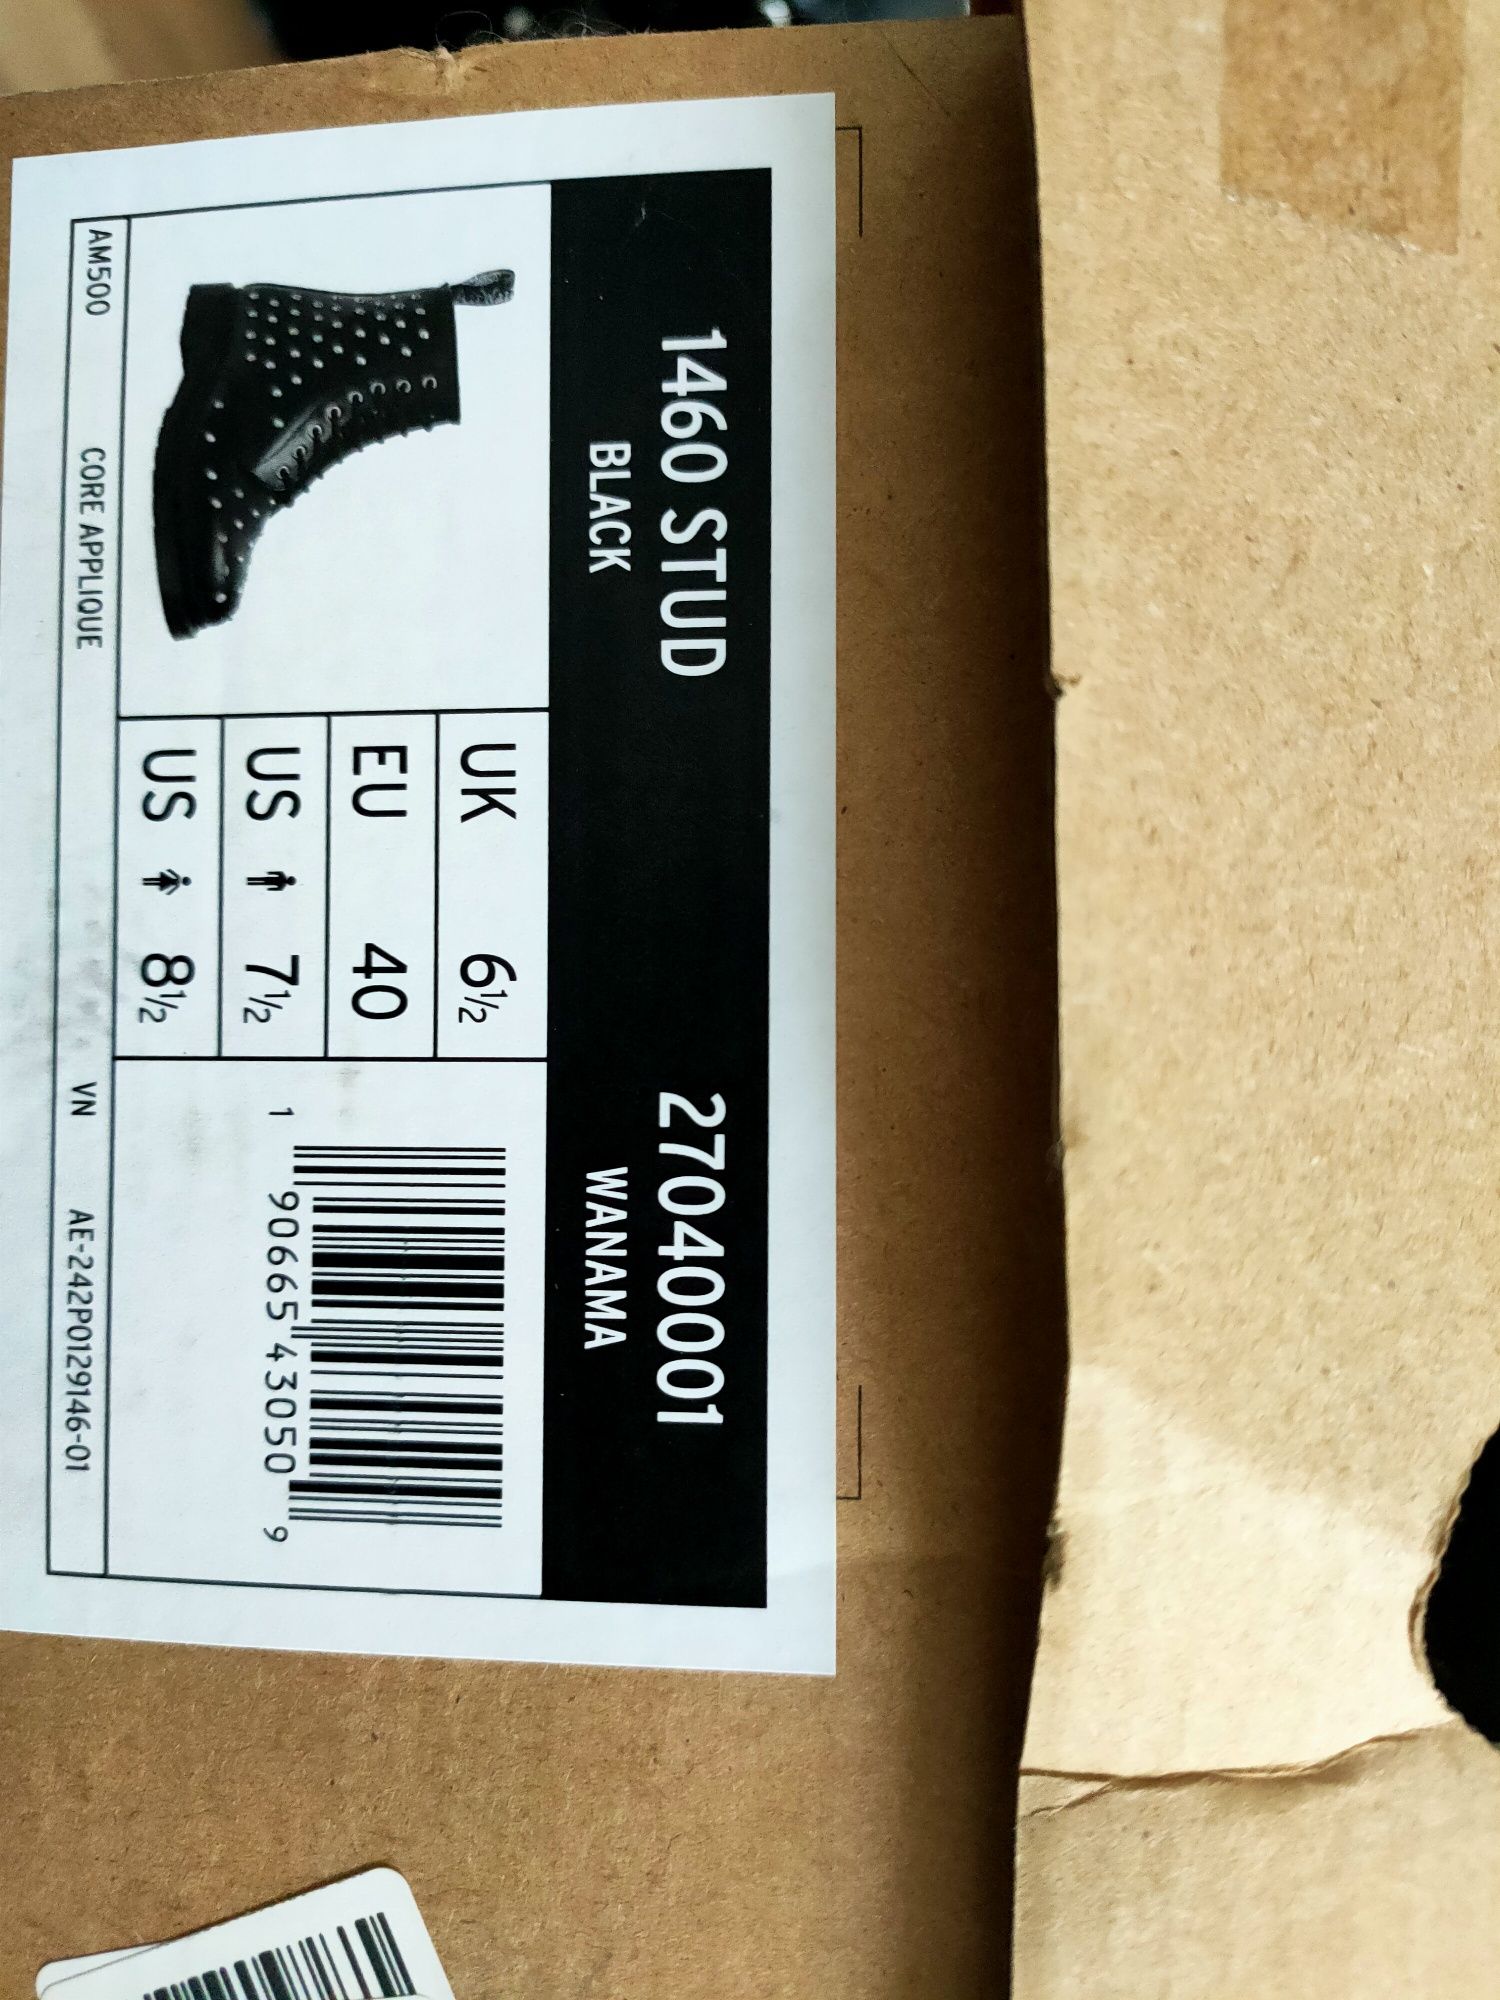 1460 STUD 27040001
BLACK WANAMA
UK 6½
EU 40
US 7½
US 8½
1 90665 43050 9
AM500 CORE APPLIQUE VN AE-242P0129146-01